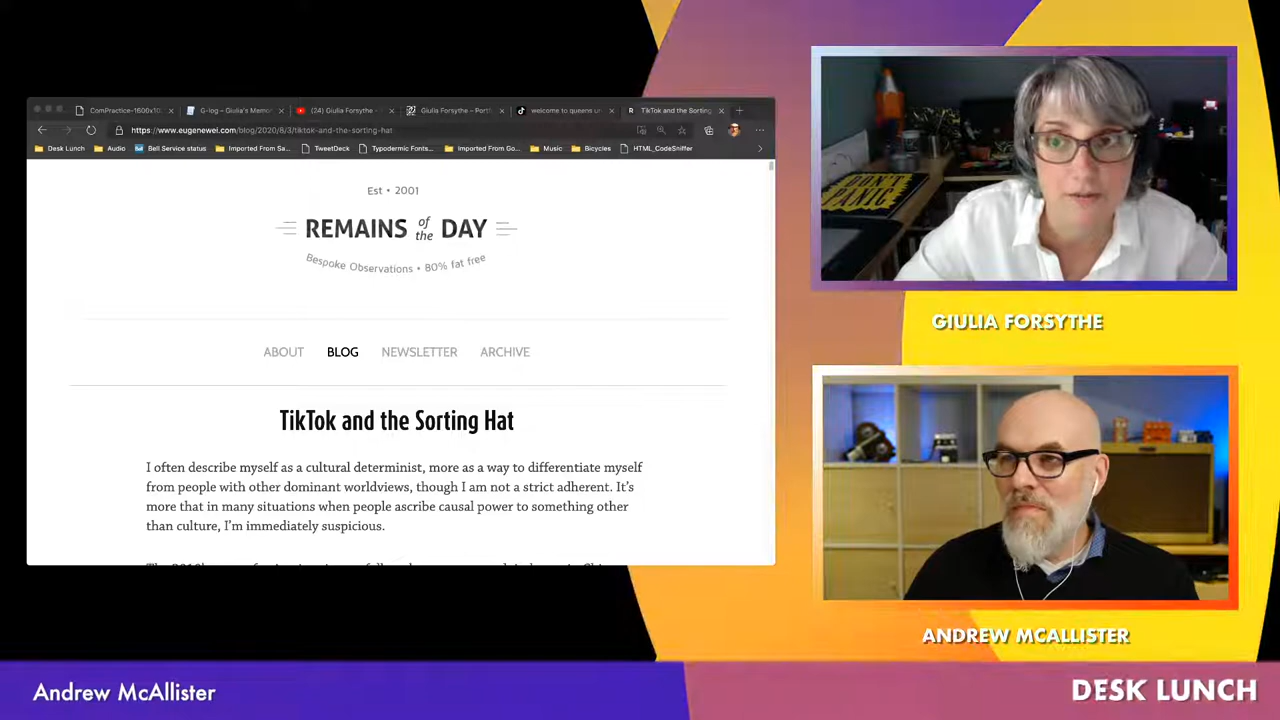 ComPractice-1600x10
G-log – Giulia's Memo
(24) Giulia Forsythe -
Giulia Forsythe – Portf
welcome to queens un
TikTok and the Sorting
https://www.eugenewei.com/blog/2020/8/3/tiktok-and-the-sorting-hat
Desk Lunch
Audio
Bell Service status
Imported From Sa...
TweetDeck
Typodermic Fonts...
Imported From Go...
Music
Bicycles
HTML_CodeSniffer
Est • 2001
REMAINS of the DAY
Bespoke Observations • 80% fat free
ABOUT BLOG NEWSLETTER ARCHIVE
TikTok and the Sorting Hat
I often describe myself as a cultural determinist, more as a way to differentiate myself
from people with other dominant worldviews, though I am not a strict adherent. It's
more that in many situations when people ascribe causal power to something other
than culture, I'm immediately suspicious.
DON'T
PANIC
GIULIA FORSYTHE
ANDREW MCALLISTER
Andrew McAllister
DESK LUNCH